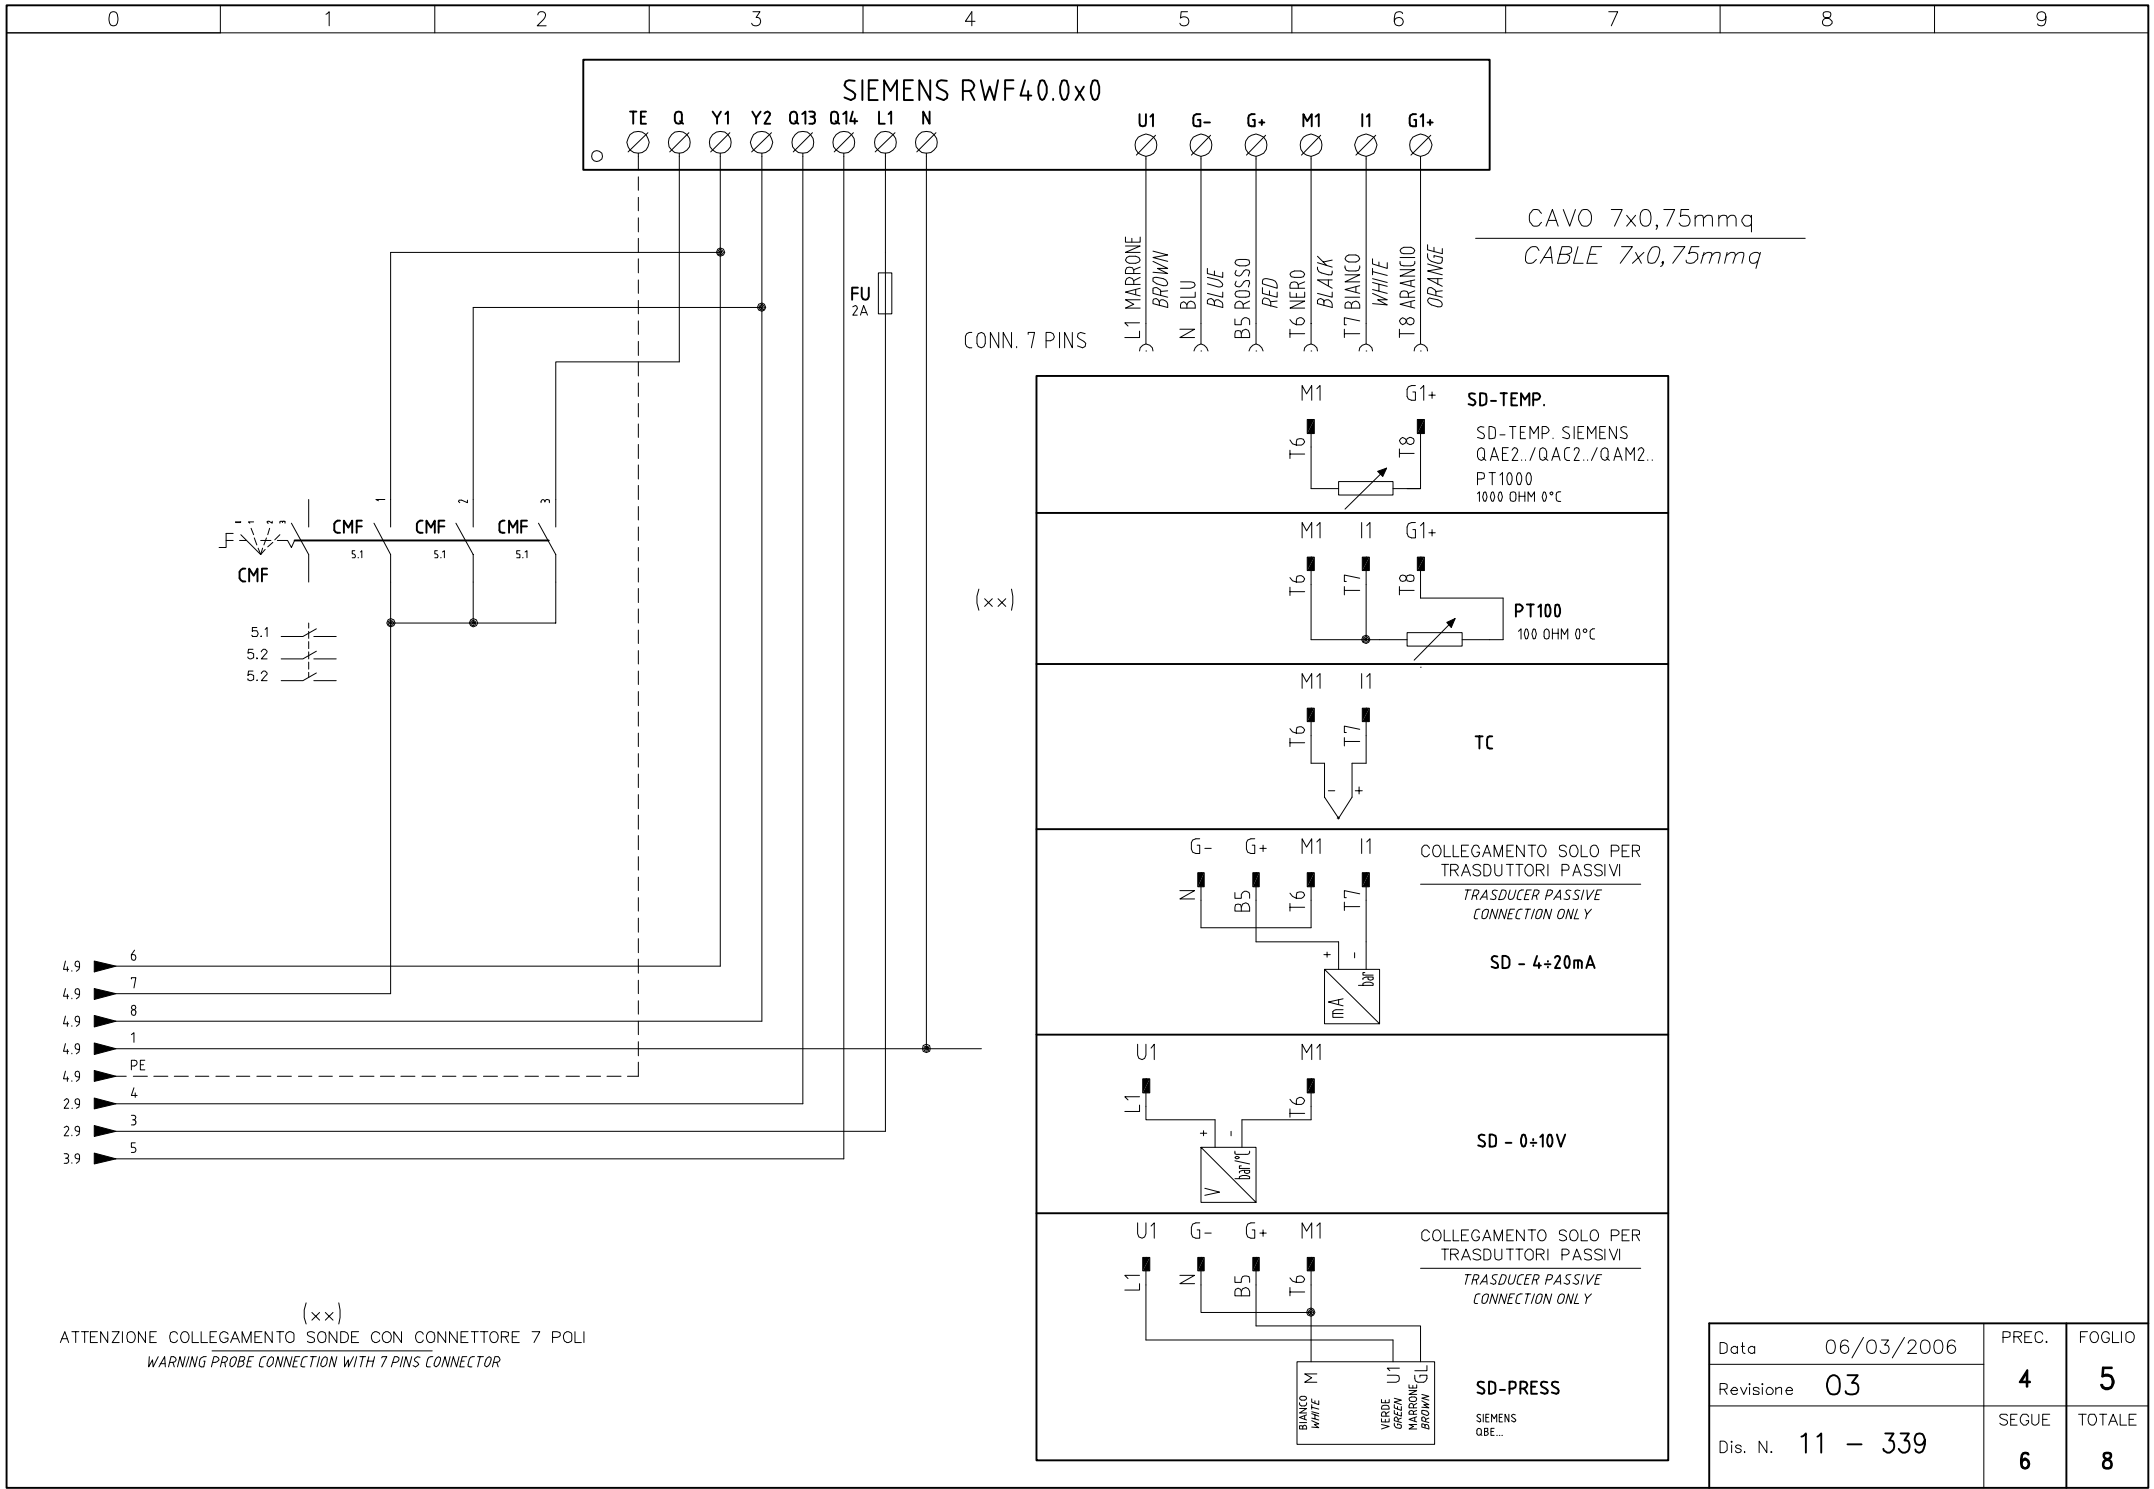 0 1 2 3 4 5 6 7 8 9
SIEMENS RWF40.0x0
TE Q Y1 Y2 Q13 Q14 L1 N U1 G- G+ M1 I1 G1+
CAVO 7x0,75mmq
CABLE 7x0,75mmq
L1 MARRONE
BROWN
N BLU
BLUE
B5 ROSSO
RED
T6 NERO
BLACK
T7 BIANCO
WHITE
T8 ARANCIO
ORANGE
FU
2A
CONN. 7 PINS
M1 G1+ SD-TEMP.
T6 T8
SD-TEMP. SIEMENS
QAE2../QAC2../QAM2..
PT1000
1000 OHM 0°C
1 2 3
CMF CMF CMF
5.1 5.1 5.1
CMF
5.1
5.2
5.2
(xx)
M1 I1 G1+
T6 T7 T8
PT100
100 OHM 0°C
M1 I1
T6 T7
TC
- +
G- G+ M1 I1
N B5 T6 T7
COLLEGAMENTO SOLO PER
TRASDUTTORI PASSIVI
TRASDUCER PASSIVE
CONNECTION ONLY
+ -
SD - 4÷20mA
mA bar
4.9 6
4.9 7
4.9 8
4.9 1
4.9 PE
2.9 4
2.9 3
3.9 5
U1 M1
L1 T6
+ -
SD - 0÷10V
V bar/°C
U1 G- G+ M1
L1 N B5 T6
COLLEGAMENTO SOLO PER
TRASDUTTORI PASSIVI
TRASDUCER PASSIVE
CONNECTION ONLY
M U1 GL
BIANCO
WHITE
VERDE
GREEN
MARRONE
BROWN
SD-PRESS
SIEMENS
QBE...
(xx)
ATTENZIONE COLLEGAMENTO SONDE CON CONNETTORE 7 POLI
WARNING PROBE CONNECTION WITH 7 PINS CONNECTOR
Data 06/03/2006 PREC. FOGLIO
4 5
Revisione 03
SEGUE TOTALE
Dis. N. 11 - 339
6 8